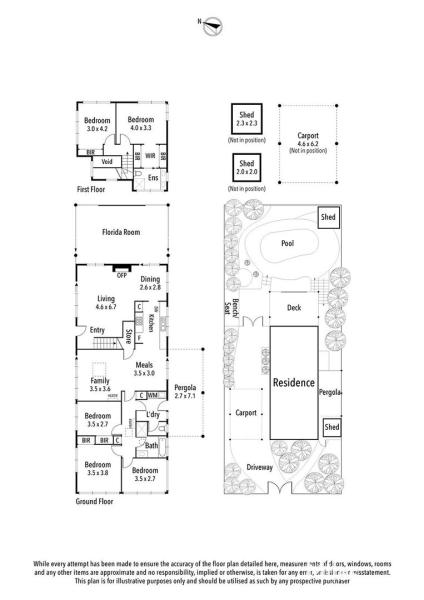 N
Bedroom
3.0 x 4.2
Bedroom
4.0 x 3.3
BIR
Void
BIR
WIR
BIR
Ens
First Floor
Shed
2.3 x 2.3
(Not in position)
Carport
4.6 x 6.2
(Not in position)
Shed
2.0 x 2.0
(Not in position)
Florida Room
OFP
Living
4.6 x 6.7
Dining
2.6 x 2.8
C
Kitchen
Entry
Store
F
Meals
3.5 x 3.0
Family
3.5 x 3.6
Pergola
2.7 x 7.1
C
WM
L'dry
Bedroom
3.5 x 2.7
BIR
BIR
C
Bath
Bedroom
3.5 x 3.8
Bedroom
3.5 x 2.7
Ground Floor
Shed
Pool
Bench/
Seat
Deck
Residence
Pergola
Carport
Shed
Driveway
While every attempt has been made to ensure the accuracy of the floor plan detailed here, measurements of doors, windows, rooms
and any other items are approximate and no responsibility, implied or otherwise, is taken for any error, or misstatement.
This plan is for illustrative purposes only and should be utilised as such by any prospective purchaser